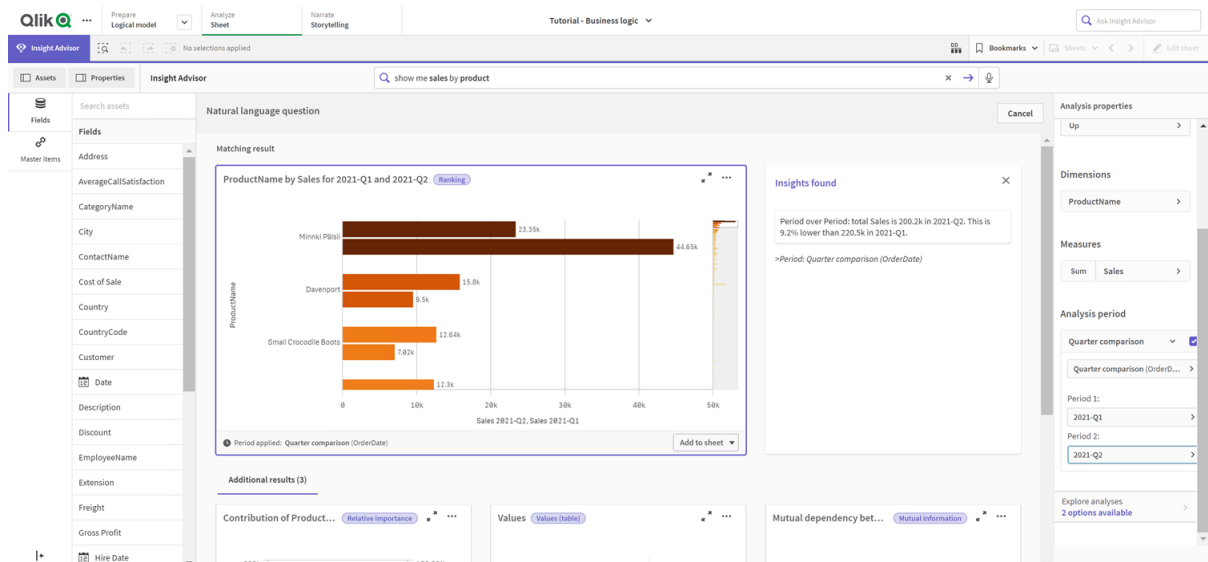 Qlik
Prepare
Logical model
Analyze
Sheet
Narrate
Storytelling
Tutorial - Business logic
Ask Insight Advisor
Insight Advisor
No selections applied
Bookmarks
Sheets
Edit sheet
Assets
Properties
Insight Advisor
show me sales by product
Fields
Master items
Search assets
Fields
Address
AverageCallSatisfaction
CategoryName
City
ContactName
Cost of Sale
Country
CountryCode
Customer
Date
Description
Discount
EmployeeName
Extension
Freight
Gross Profit
Hire Date
Natural language question
Cancel
Matching result
ProductName by Sales for 2021-Q1 and 2021-Q2
Ranking
ProductName
Minnki Pälsii
23.35k
44.65k
Davenport
15.8k
9.5k
Small Crocodile Boots
12.64k
7.02k
12.3k
0
10k
20k
30k
40k
50k
Sales 2021-Q2, Sales 2021-Q1
Period applied: Quarter comparison (OrderDate)
Add to sheet
Insights found
Period over Period: total Sales is 200.2k in 2021-Q2. This is
9.2% lower than 220.5k in 2021-Q1.
>Period: Quarter comparison (OrderDate)
Additional results (3)
Contribution of Product...
Relative importance
Values
Values (table)
Mutual dependency bet...
Mutual information
Analysis properties
Up
Dimensions
ProductName
Measures
Sum
Sales
Analysis period
Quarter comparison
Quarter comparison (OrderD...
Period 1:
2021-Q1
Period 2:
2021-Q2
Explore analyses
2 options available